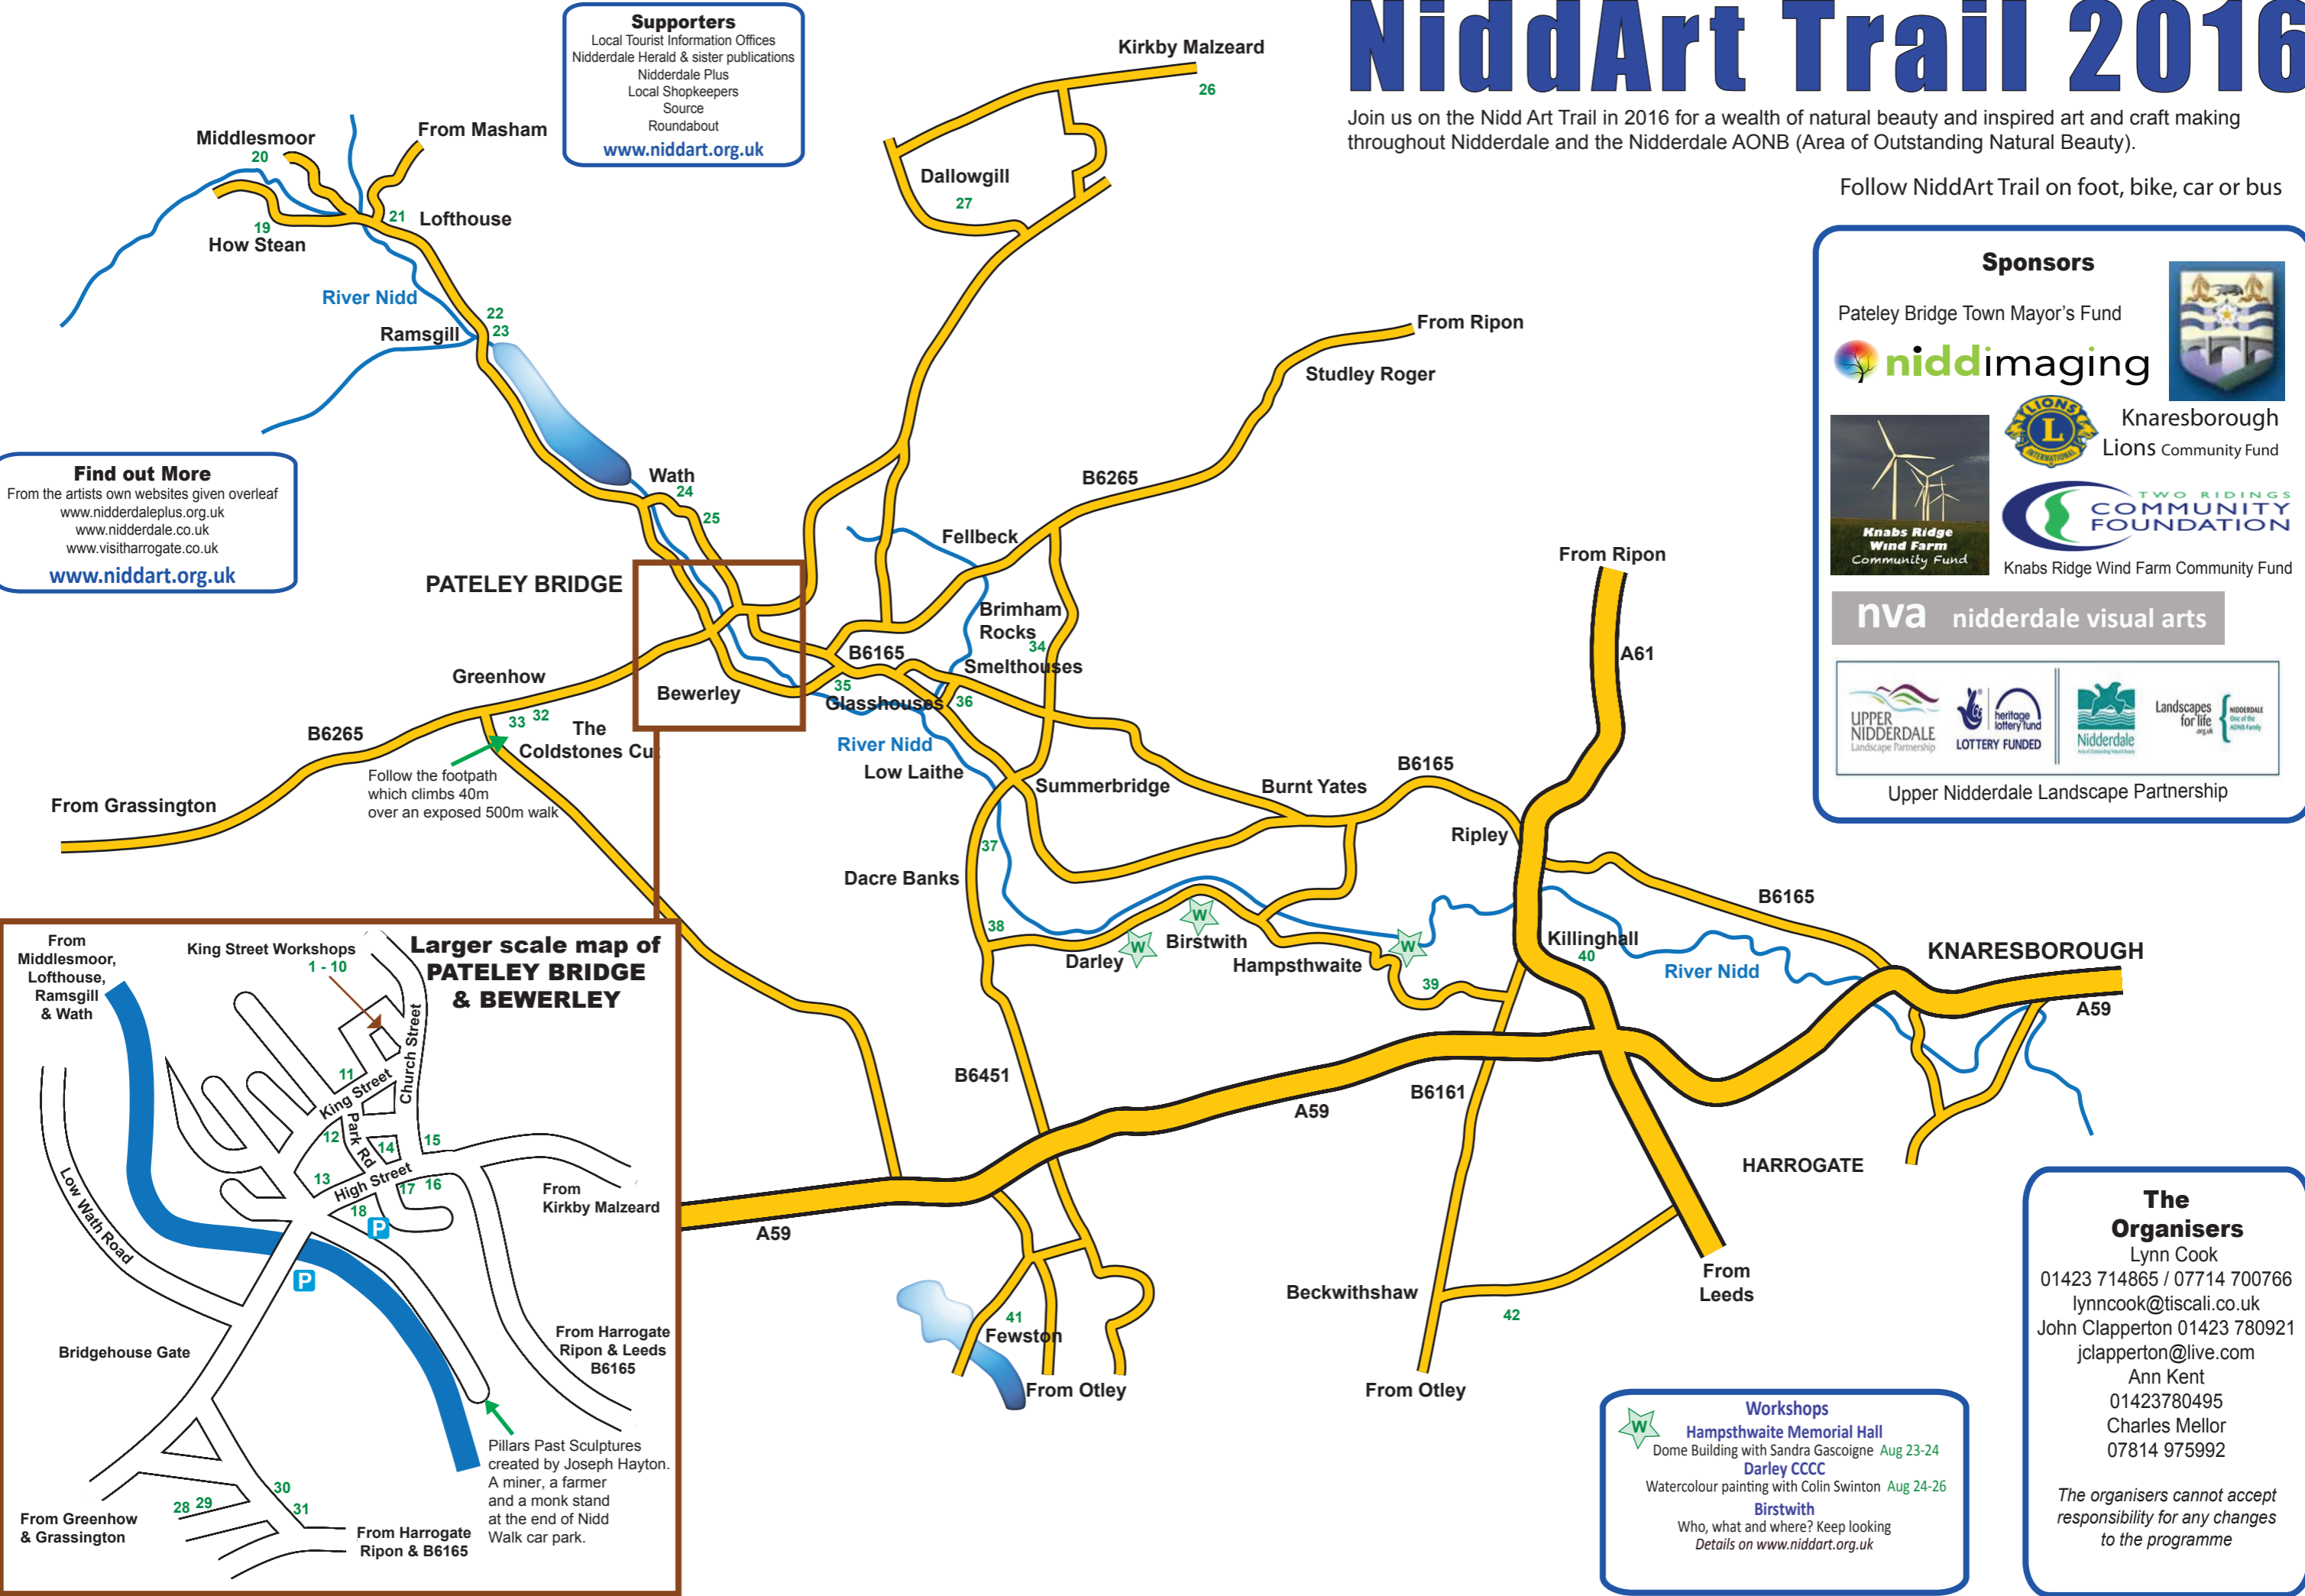 NiddArt Trail 2016
Join us on the Nidd Art Trail in 2016 for a wealth of natural beauty and inspired art and craft making
throughout Nidderdale and the Nidderdale AONB (Area of Outstanding Natural Beauty).
Follow NiddArt Trail on foot, bike, car or bus
Supporters
Local Tourist Information Offices
Nidderdale Herald & sister publications
Nidderdale Plus
Local Shopkeepers
Source
Roundabout
www.niddart.org.uk
Kirkby Malzeard
26
Middlesmoor
20
From Masham
Dallowgill
27
21
Lofthouse
19
How Stean
River Nidd
22
23
Ramsgill
From Ripon
Studley Roger
Find out More
From the artists own websites given overleaf
www.nidderdaleplus.org.uk
www.nidderdale.co.uk
www.visitharrogate.co.uk
www.niddart.org.uk
Wath
24
25
B6265
Fellbeck
From Ripon
PATELEY BRIDGE
Brimham
Rocks
34
A61
B6165
Smelthouses
Greenhow
Bewerley
35
Glasshouses
36
33
32
The
Coldstones Cut
B6265
River Nidd
Low Laithe
Follow the footpath
which climbs 40m
over an exposed 500m walk
Summerbridge
Burnt Yates
B6165
From Grassington
Ripley
37
Dacre Banks
B6165
38
W
W
W
Birstwith
Darley
Hampsthwaite
Killinghall
40
39
River Nidd
KNARESBOROUGH
A59
B6451
A59
B6161
HARROGATE
A59
From
Leeds
Beckwithshaw
42
41
Fewston
From Otley
From Otley
Sponsors
Pateley Bridge Town Mayor's Fund
niddimaging
LIONS
L
INTERNATIONAL
Knaresborough
Lions Community Fund
Knabs Ridge
Wind Farm
Community Fund
TWO RIDINGS
COMMUNITY
FOUNDATION
Knabs Ridge Wind Farm Community Fund
nva nidderdale visual arts
UPPER
NIDDERDALE
Landscape Partnership
heritage
lottery fund
LOTTERY FUNDED
Nidderdale
Area of Outstanding Natural Beauty
Landscapes
for life
.org.uk
NIDDERDALE
One of the
AONB Family
Upper Nidderdale Landscape Partnership
Larger scale map of
PATELEY BRIDGE
& BEWERLEY
From
Middlesmoor,
Lofthouse,
Ramsgill
& Wath
King Street Workshops
1 - 10
Church Street
11
King Street
Park Rd
12
14
15
13
High Street
17
16
18
P
P
From
Kirkby Malzeard
Low Wath Road
Bridgehouse Gate
From Harrogate
Ripon & Leeds
B6165
Pillars Past Sculptures
created by Joseph Hayton.
A miner, a farmer
and a monk stand
at the end of Nidd
Walk car park.
30
28
29
31
From Greenhow
& Grassington
From Harrogate
Ripon & B6165
W
Workshops
Hampsthwaite Memorial Hall
Dome Building with Sandra Gascoigne Aug 23-24
Darley CCCC
Watercolour painting with Colin Swinton Aug 24-26
Birstwith
Who, what and where? Keep looking
Details on www.niddart.org.uk
The
Organisers
Lynn Cook
01423 714865 / 07714 700766
lynncook@tiscali.co.uk
John Clapperton 01423 780921
jclapperton@live.com
Ann Kent
01423780495
Charles Mellor
07814 975992
The organisers cannot accept
responsibility for any changes
to the programme